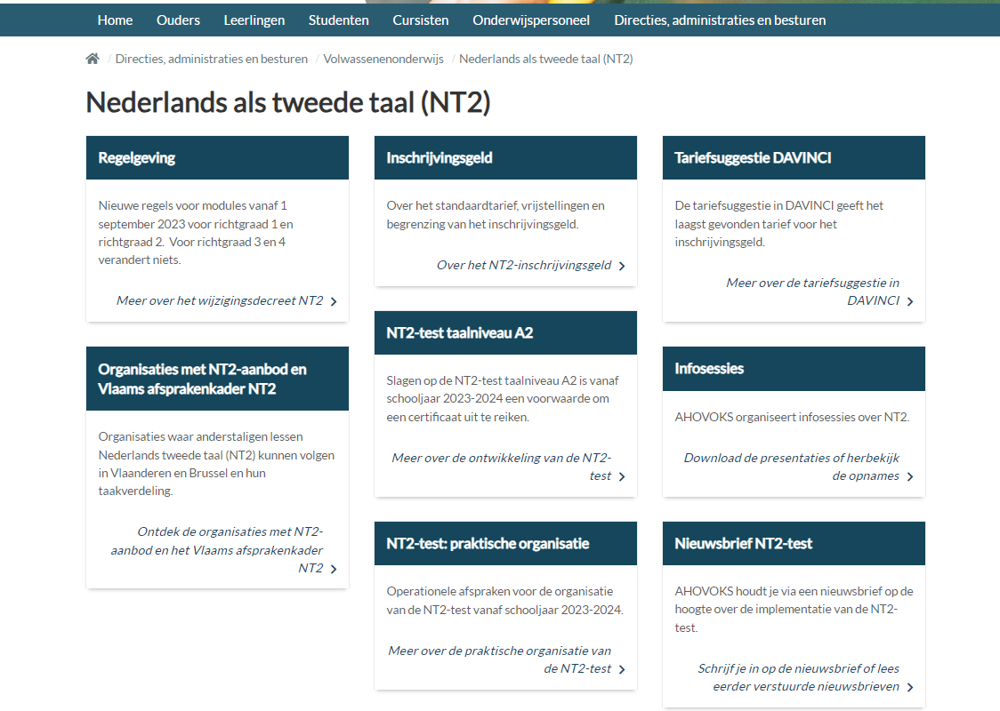 Home Ouders Leerlingen Studenten Cursisten Onderwijspersoneel Directies, administraties en besturen
/ Directies, administraties en besturen / Volwassenenonderwijs / Nederlands als tweede taal (NT2)
Nederlands als tweede taal (NT2)
Regelgeving
Nieuwe regels voor modules vanaf 1
september 2023 voor richtgraad 1 en
richtgraad 2. Voor richtgraad 3 en 4
verandert niets.
Meer over het wijzigingsdecreet NT2
Organisaties met NT2-aanbod en
Vlaams afsprakenkader NT2
Organisaties waar anderstaligen lessen
Nederlands tweede taal (NT2) kunnen volgen
in Vlaanderen en Brussel en hun
taakverdeling.
Ontdek de organisaties met NT2-
aanbod en het Vlaams afsprakenkader
NT2
Inschrijvingsgeld
Over het standaardtarief, vrijstellingen en
begrenzing van het inschrijvingsgeld.
Over het NT2-inschrijvingsgeld
NT2-test taalniveau A2
Slagen op de NT2-test taalniveau A2 is vanaf
schooljaar 2023-2024 een voorwaarde om
een certificaat uit te reiken.
Meer over de ontwikkeling van de NT2-
test
NT2-test: praktische organisatie
Operationele afspraken voor de organisatie
van de NT2-test vanaf schooljaar 2023-2024.
Meer over de praktische organisatie van
de NT2-test
Tariefsuggestie DAVINCI
De tariefsuggestie in DAVINCI geeft het
laagst gevonden tarief voor het
inschrijvingsgeld.
Meer over de tariefsuggestie in
DAVINCI
Infosessies
AHOVOKS organiseert infosessies over NT2.
Download de presentaties of herbekijk
de opnames
Nieuwsbrief NT2-test
AHOVOKS houdt je via een nieuwsbrief op de
hoogte over de implementatie van de NT2-
test.
Schrijf je in op de nieuwsbrief of lees
eerder verstuurde nieuwsbrieven